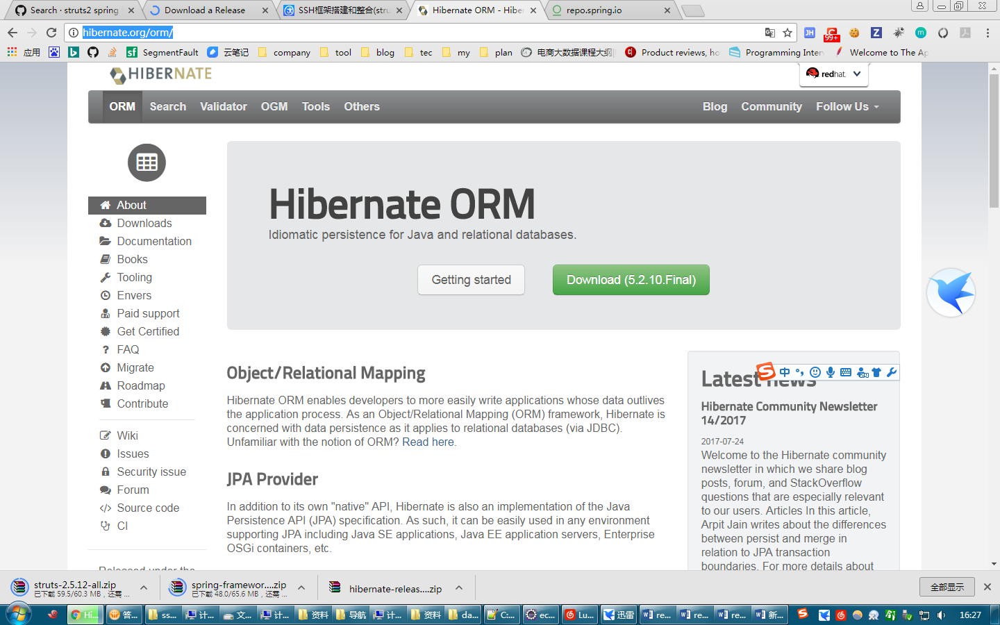 Search · struts2 spring
Download a Release
SSH框架搭建和整合(stru
Hibernate ORM - Hiber
repo.spring.io
hibernate.org/orm/
JH
99+
Z
m
应用
SegmentFault
云笔记
company
tool
blog
tec
my
plan
电商大数据课程大纲
Product reviews, ho
Programming Inter
Welcome to The Ap
HIBERNATE
redhat.
ORM
Search
Validator
OGM
Tools
Others
Blog
Community
Follow Us
About
Downloads
Documentation
Books
Tooling
Envers
Paid support
Get Certified
FAQ
Migrate
Roadmap
Contribute
Wiki
Issues
Security issue
Forum
Source code
CI
Released under the
Hibernate ORM
Idiomatic persistence for Java and relational databases.
Getting started
Download (5.2.10.Final)
Object/Relational Mapping
Hibernate ORM enables developers to more easily write applications whose data outlives
the application process. As an Object/Relational Mapping (ORM) framework, Hibernate is
concerned with data persistence as it applies to relational databases (via JDBC).
Unfamiliar with the notion of ORM? Read here.
JPA Provider
In addition to its own "native" API, Hibernate is also an implementation of the Java
Persistence API (JPA) specification. As such, it can be easily used in any environment
supporting JPA including Java SE applications, Java EE application servers, Enterprise
OSGi containers, etc.
Latest news
中
Hibernate Community Newsletter
14/2017
2017-07-24
Welcome to the Hibernate community
newsletter in which we share blog
posts, forum, and StackOverflow
questions that are especially relevant
to our users. Articles In this article,
Arpit Jain writes about the differences
between persist and merge in
relation to JPA transaction
boundaries. For more details about
struts-2.5.12-all.zip
已下载 59.5/60.3 MB，还需 ...
spring-framewor....zip
已下载 48.0/65.6 MB，还需 ...
hibernate-releas....zip
全部显示
Hi...
答...
ss...
计...
文...
计...
资料
导航
计...
资料
da...
C...
ec...
Lu...
迅雷
re...
re...
re...
新...
16:27